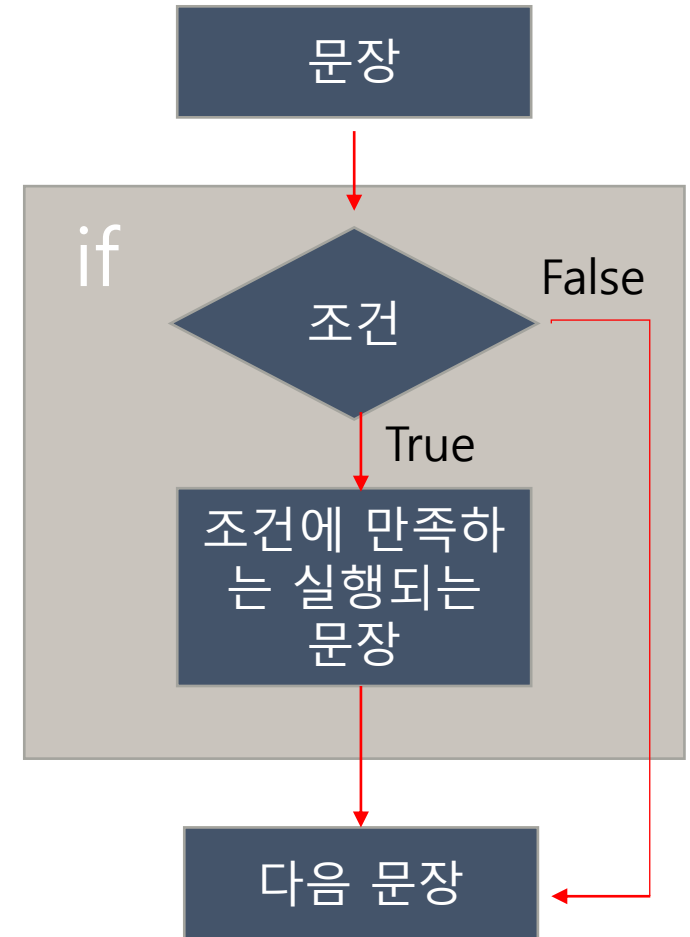 문장
if
False
조건
True
조건에 만족하
는 실행되는
문장
다음 문장